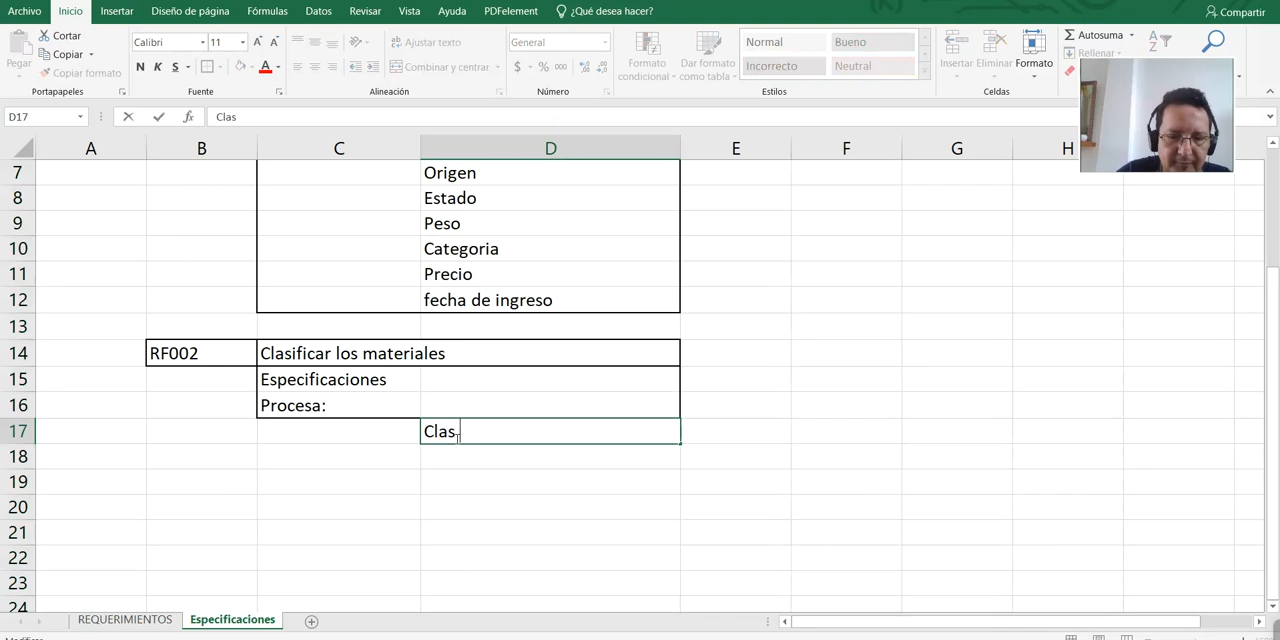 Archivo Inicio Insertar Diseño de página Fórmulas Datos Revisar Vista Ayuda PDFelement ¿Qué desea hacer? Compartir
Pegar Cortar Copiar Copiar formato
Calibri 11 N K S
Ajustar texto
Combinar y centrar
General
$ % 000
Formato condicional Dar formato como tabla
Normal Bueno
Incorrecto Neutral
Insertar Eliminar Formato
Autosuma
Rellenar
Portapapeles Fuente Alineación Número Estilos Celdas
D17 fx Clas
A B C D E F G H
7 Origen
8 Estado
9 Peso
10 Categoria
11 Precio
12 fecha de ingreso
13
14 RF002 Clasificar los materiales
15 Especificaciones
16 Procesa:
17 Clas
18
19
20
21
22
23
24
REQUERIMIENTOS Especificaciones